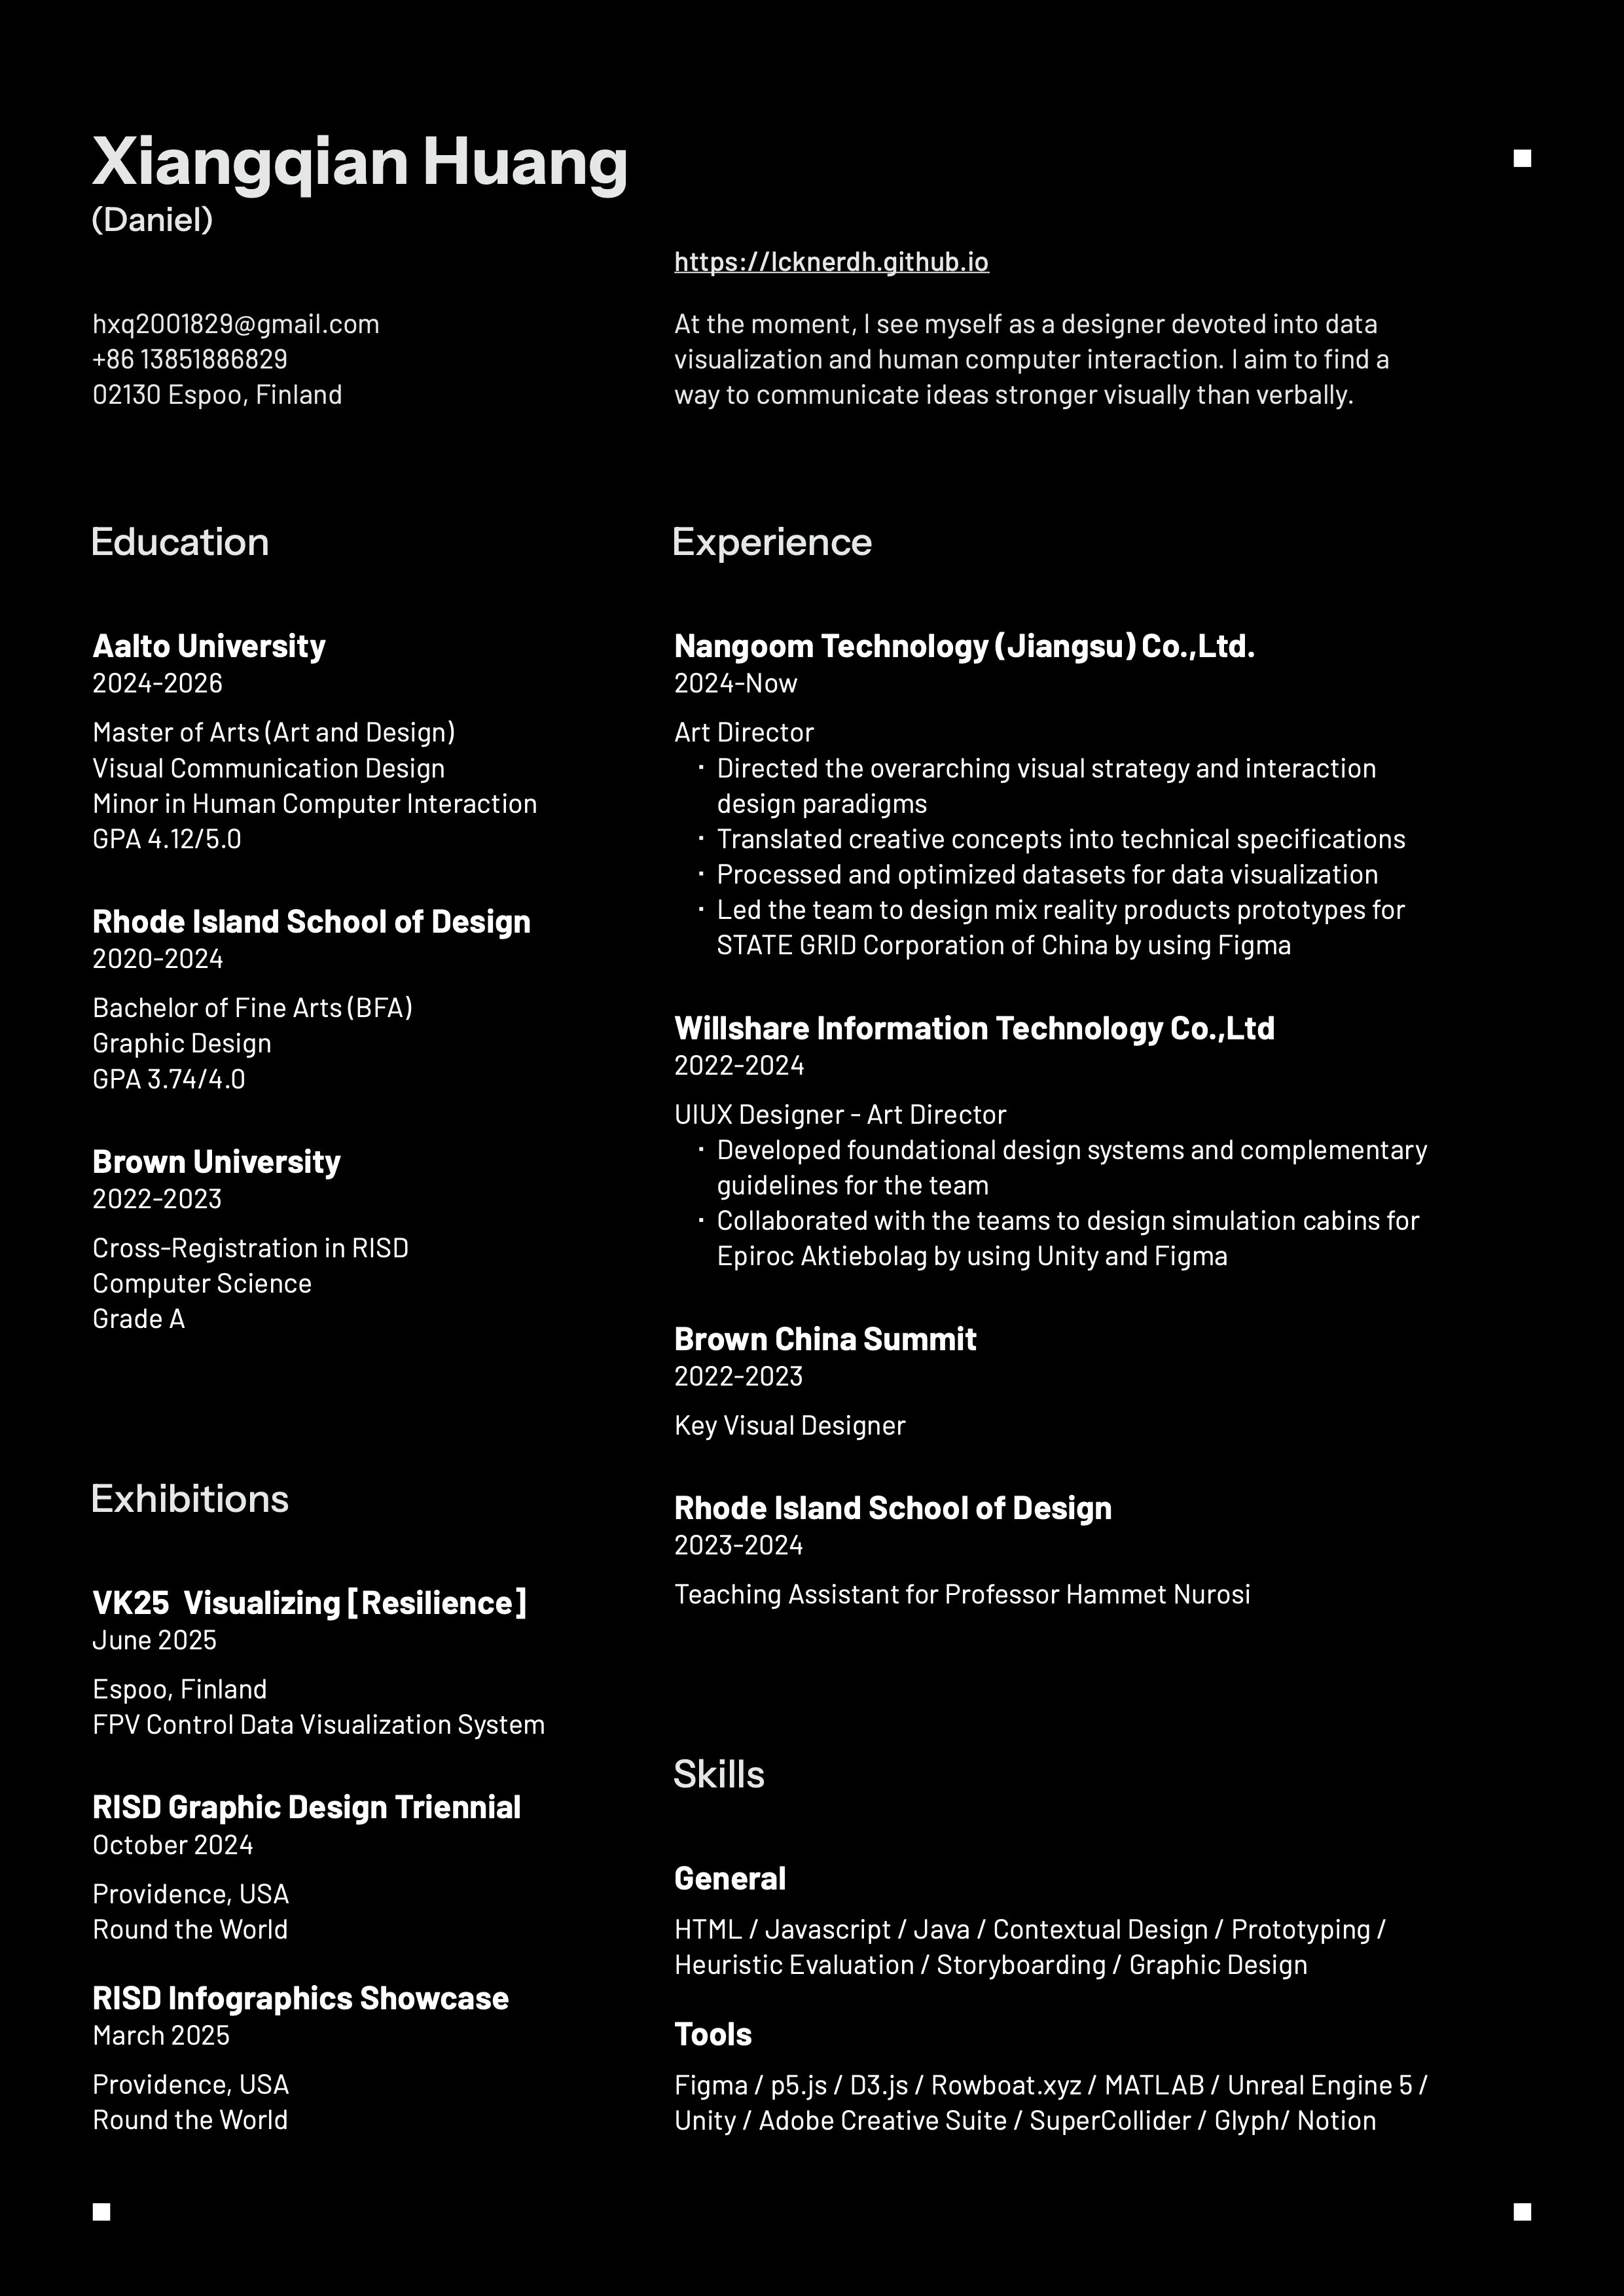 Xiangqian Huang
(Daniel)
hxq2001829@gmail.com
+86 13851886829
02130 Espoo, Finland
https://lcknerdh.github.io
At the moment, I see myself as a designer devoted into data
visualization and human computer interaction. I aim to find a
way to communicate ideas stronger visually than verbally.
Education
Aalto University
2024-2026
Master of Arts (Art and Design)
Visual Communication Design
Minor in Human Computer Interaction
GPA 4.12/5.0
Rhode Island School of Design
2020-2024
Bachelor of Fine Arts (BFA)
Graphic Design
GPA 3.74/4.0
Brown University
2022-2023
Cross-Registration in RISD
Computer Science
Grade A
Exhibitions
VK25  Visualizing [Resilience]
June 2025
Espoo, Finland
FPV Control Data Visualization System
RISD Graphic Design Triennial
October 2024
Providence, USA
Round the World
RISD Infographics Showcase
March 2025
Providence, USA
Round the World
Experience
Nangoom Technology (Jiangsu) Co.,Ltd.
2024-Now
Art Director
· Directed the overarching visual strategy and interaction
design paradigms
· Translated creative concepts into technical specifications
· Processed and optimized datasets for data visualization
· Led the team to design mix reality products prototypes for
STATE GRID Corporation of China by using Figma
Willshare Information Technology Co.,Ltd
2022-2024
UIUX Designer - Art Director
· Developed foundational design systems and complementary
guidelines for the team
· Collaborated with the teams to design simulation cabins for
Epiroc Aktiebolag by using Unity and Figma
Brown China Summit
2022-2023
Key Visual Designer
Rhode Island School of Design
2023-2024
Teaching Assistant for Professor Hammet Nurosi
Skills
General
HTML / Javascript / Java / Contextual Design / Prototyping /
Heuristic Evaluation / Storyboarding / Graphic Design
Tools
Figma / p5.js / D3.js / Rowboat.xyz / MATLAB / Unreal Engine 5 /
Unity / Adobe Creative Suite / SuperCollider / Glyph/ Notion